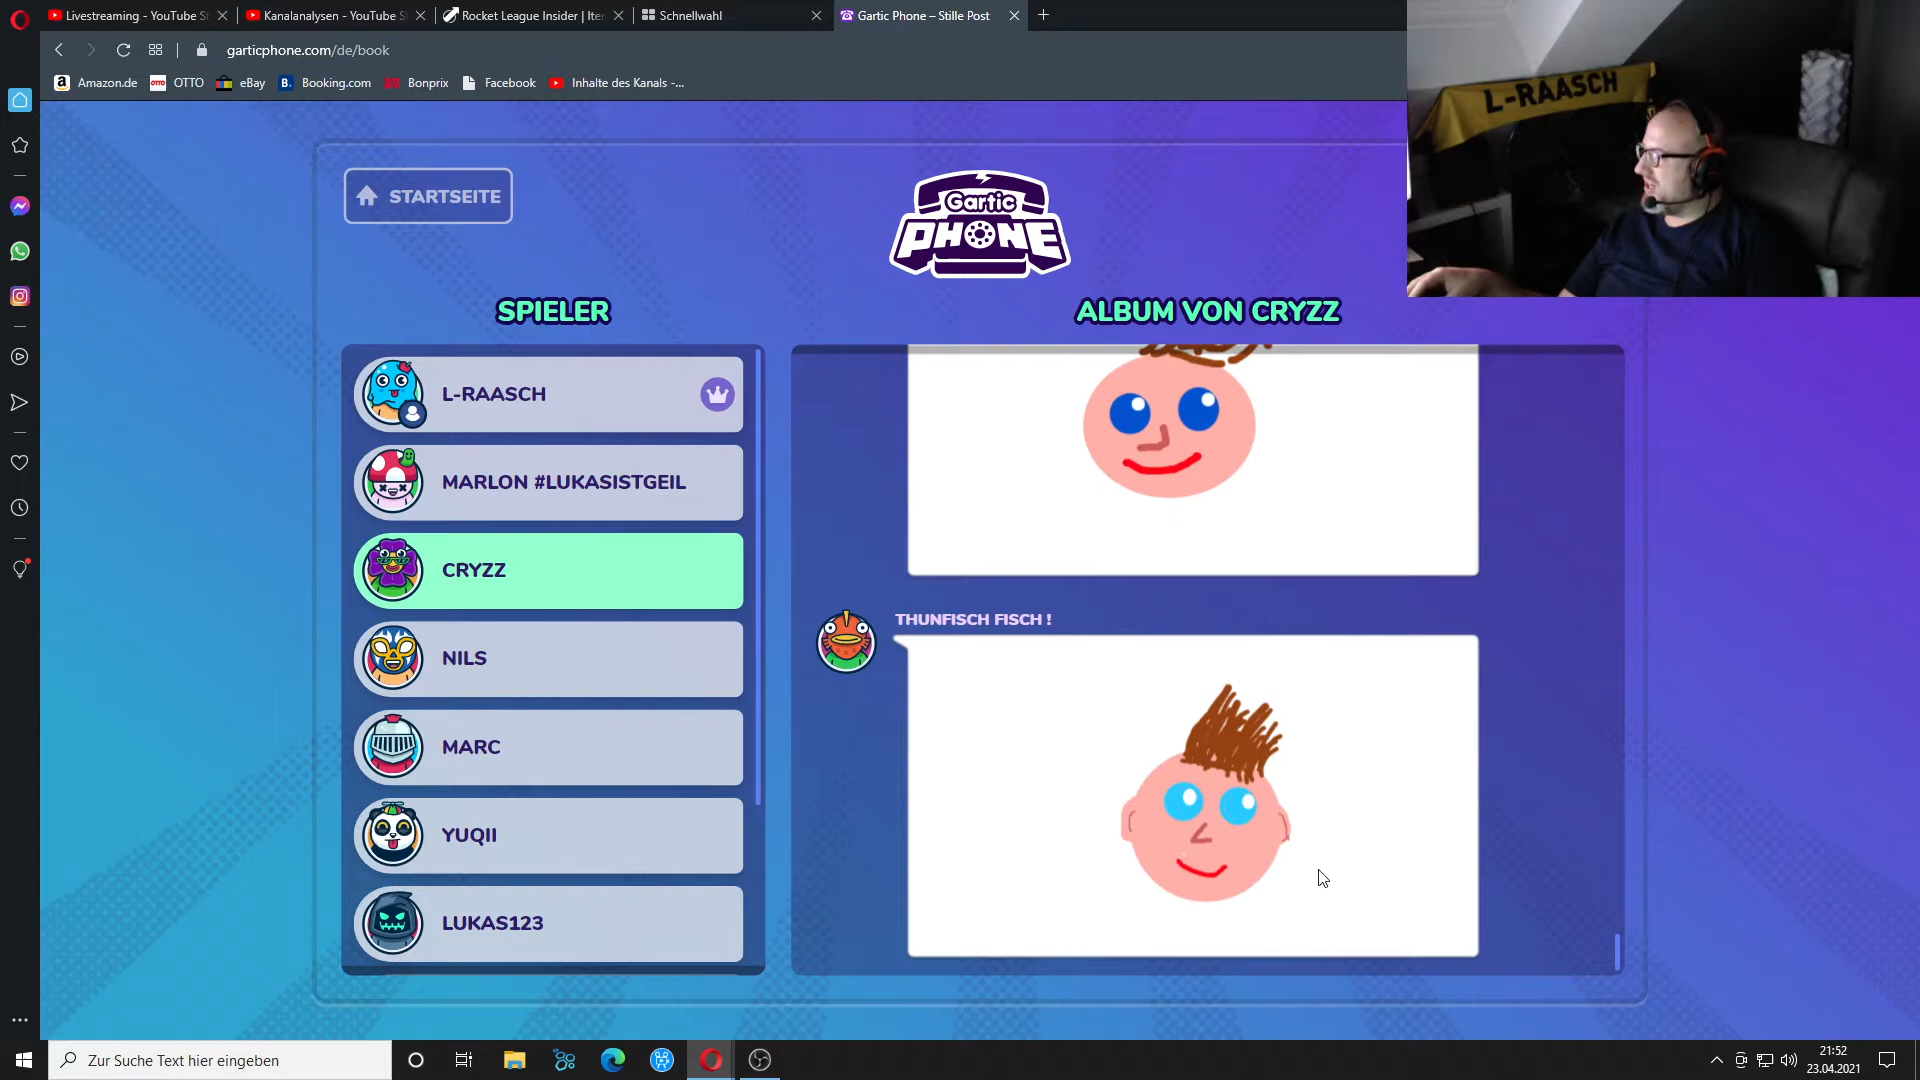 Livestreaming - YouTube S
Kanalanalysen - YouTube S
Rocket League Insider | Iter
Schnellwahl
Gartic Phone – Stille Post
garticphone.com/de/book
Amazon.de
OTTO
eBay
Booking.com
Bonprix
Facebook
Inhalte des Kanals -...
L-RAASCH
STARTSEITE
Gartic
PHONE
SPIELER
ALBUM VON CRYZZ
L-RAASCH
MARLON #LUKASISTGEIL
CRYZZ
NILS
MARC
YUQII
LUKAS123
THUNFISCH FISCH !
Zur Suche Text hier eingeben
21:52
23.04.2021